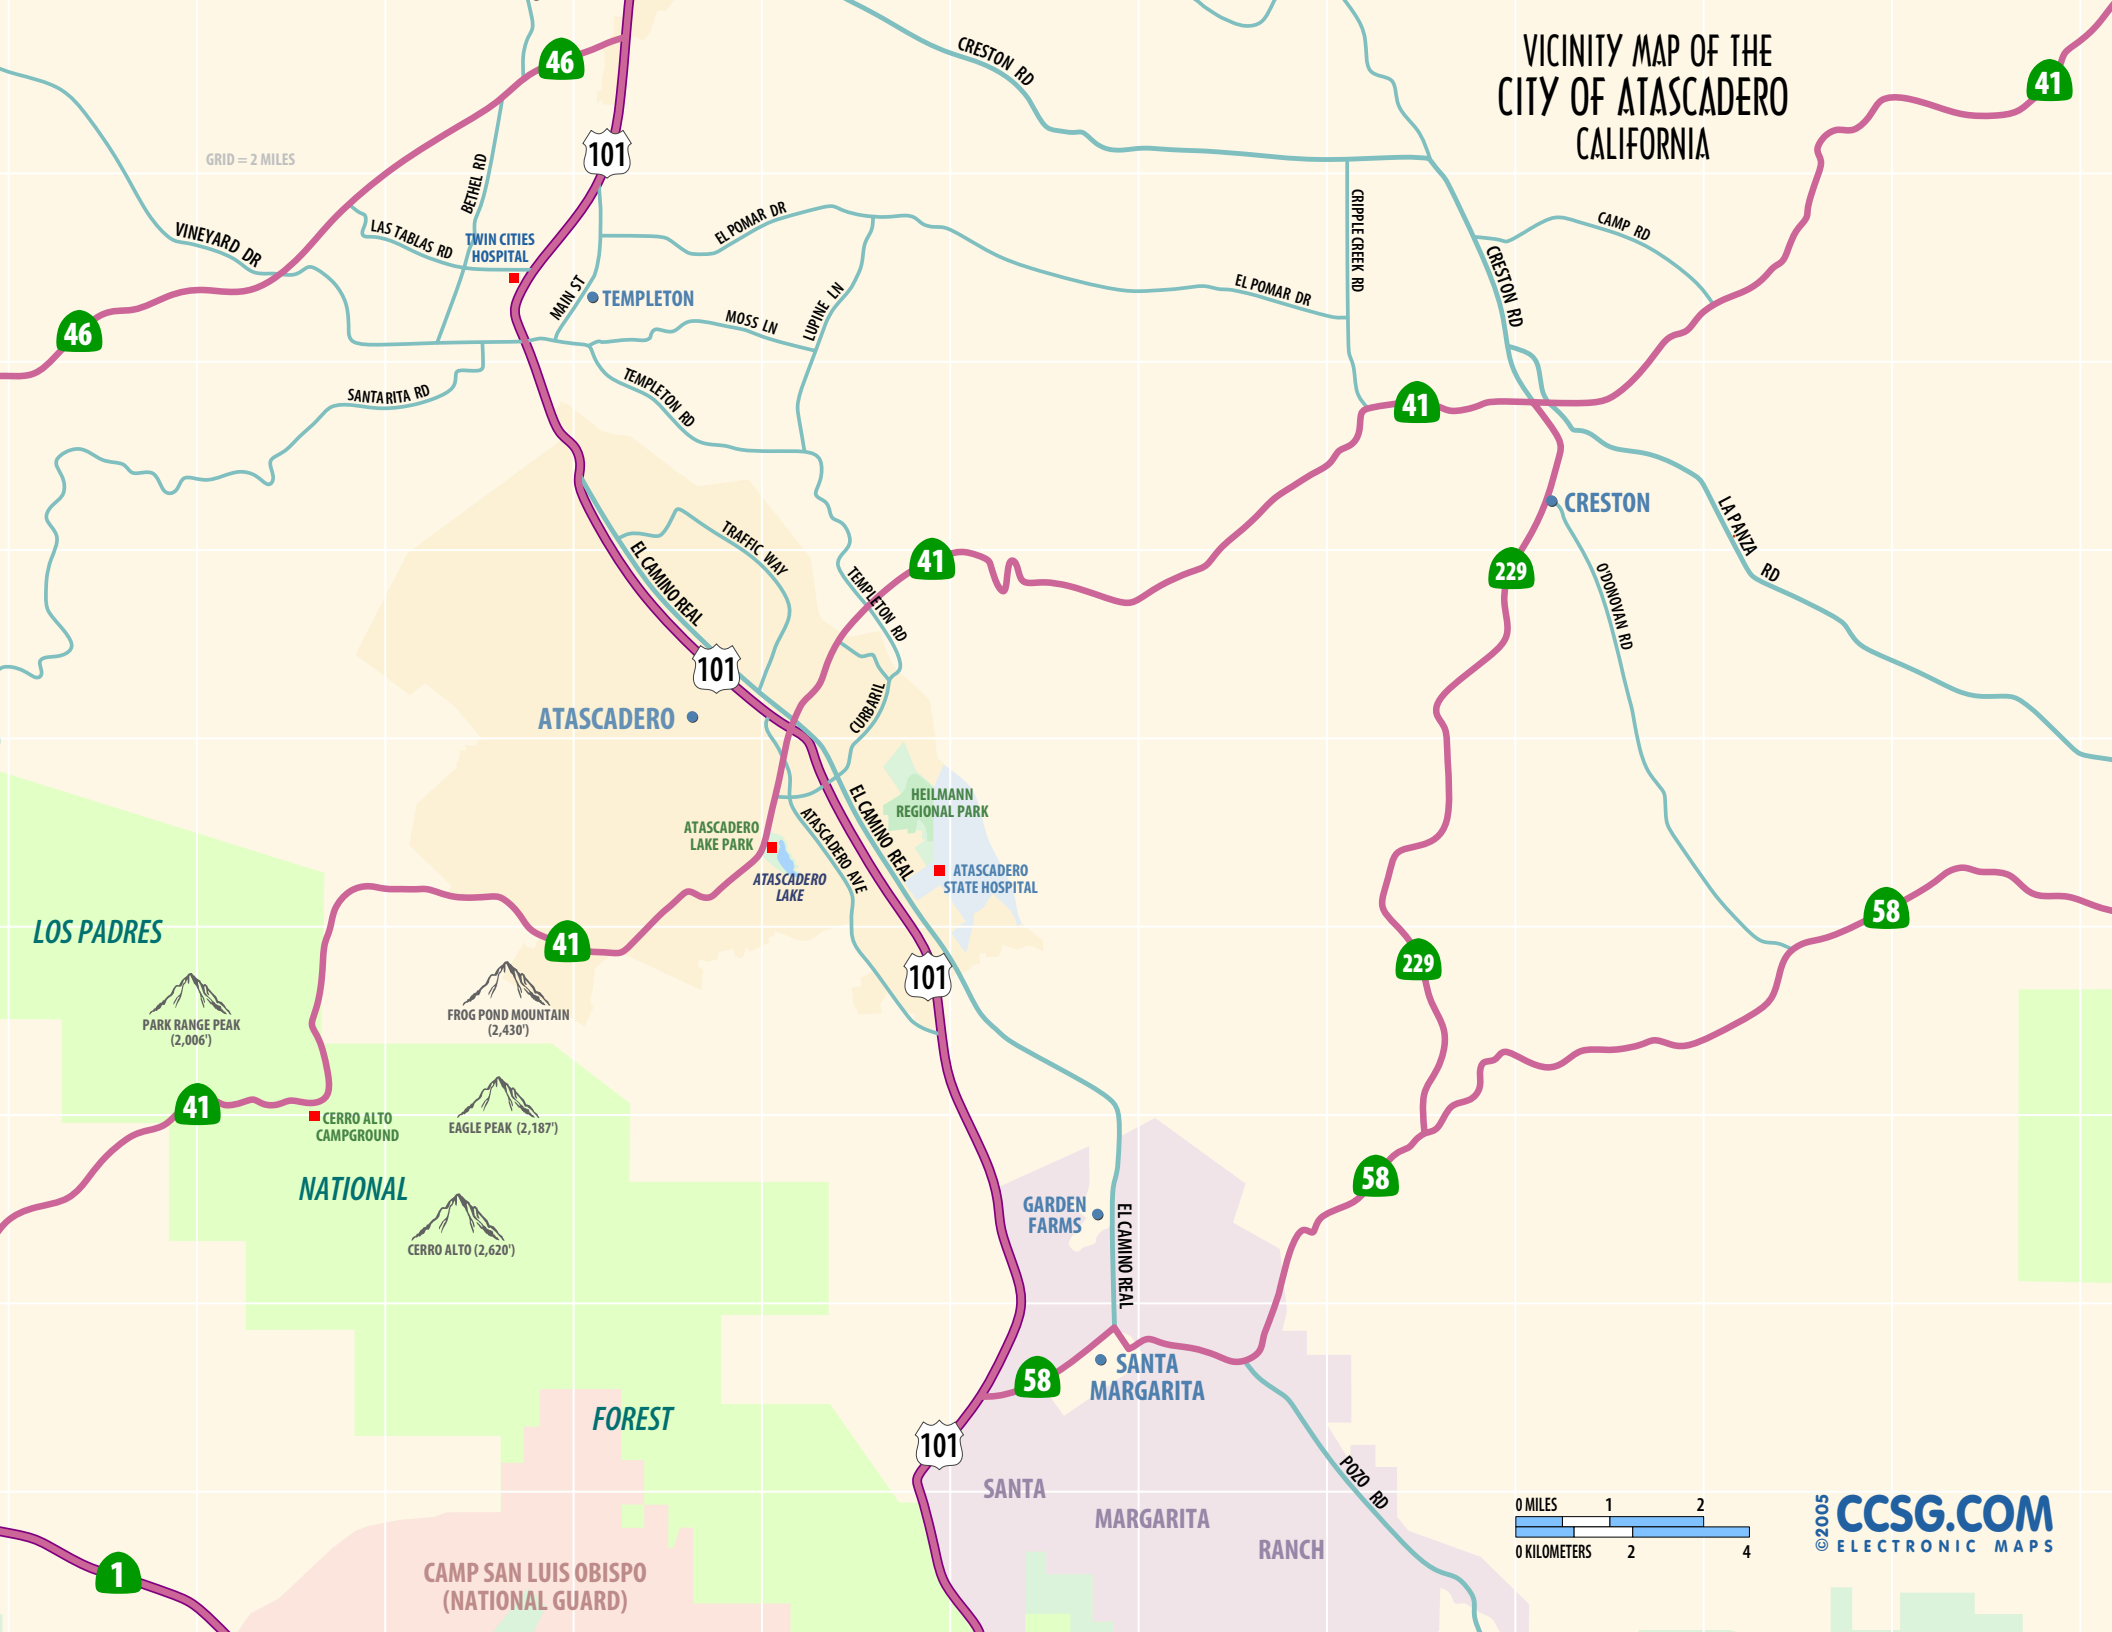 VICINITY MAP OF THE
CITY OF ATASCADERO
CALIFORNIA
46
41
CRESTON RD
101
GRID = 2 MILES
BETHEL RD
VINEYARD DR
LAS TABLAS RD
TWIN CITIES
HOSPITAL
EL POMAR DR
CRIPPLE CREEK RD
CAMP RD
CRESTON RD
EL POMAR DR
MAIN ST
TEMPLETON
MOSS LN
LUPINE LN
46
SANTA RITA RD
TEMPLETON RD
41
CRESTON
LA PANZA RD
TRAFFIC WAY
EL CAMINO REAL
41
229
O'DONOVAN RD
TEMPLETON RD
101
ATASCADERO
CURBARIL
HEILMANN
REGIONAL PARK
ATASCADERO
LAKE PARK
ATASCADERO AVE
EL CAMINO REAL
ATASCADERO
LAKE
ATASCADERO
STATE HOSPITAL
58
LOS PADRES
41
229
101
PARK RANGE PEAK
(2,006')
FROG POND MOUNTAIN
(2,430')
41
CERRO ALTO
CAMPGROUND
EAGLE PEAK (2,187')
NATIONAL
58
GARDEN
FARMS
EL CAMINO REAL
CERRO ALTO (2,620')
58
SANTA
MARGARITA
FOREST
101
SANTA
MARGARITA
RANCH
POZO RD
1
CAMP SAN LUIS OBISPO
(NATIONAL GUARD)
0 MILES 1 2
0 KILOMETERS 2 4
©2005
CCSG.COM
ELECTRONIC MAPS